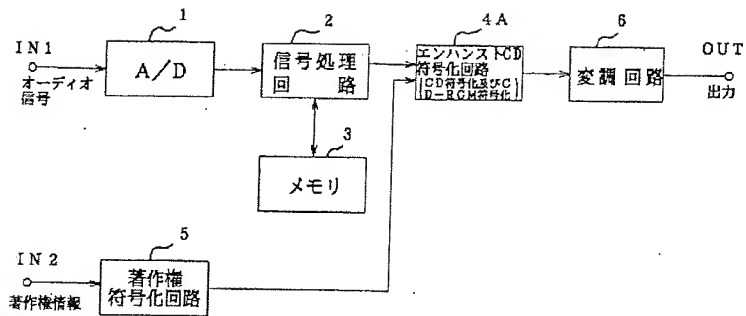 1
2
4A
6
IN1
オーディオ
信号
A/D
信号処理
回路
エンハンストCD
符号化回路
(CD符号化及びC
D-ROM符号化)
変調回路
OUT
出力
3
メモリ
5
IN2
著作権情報
著作権
符号化回路